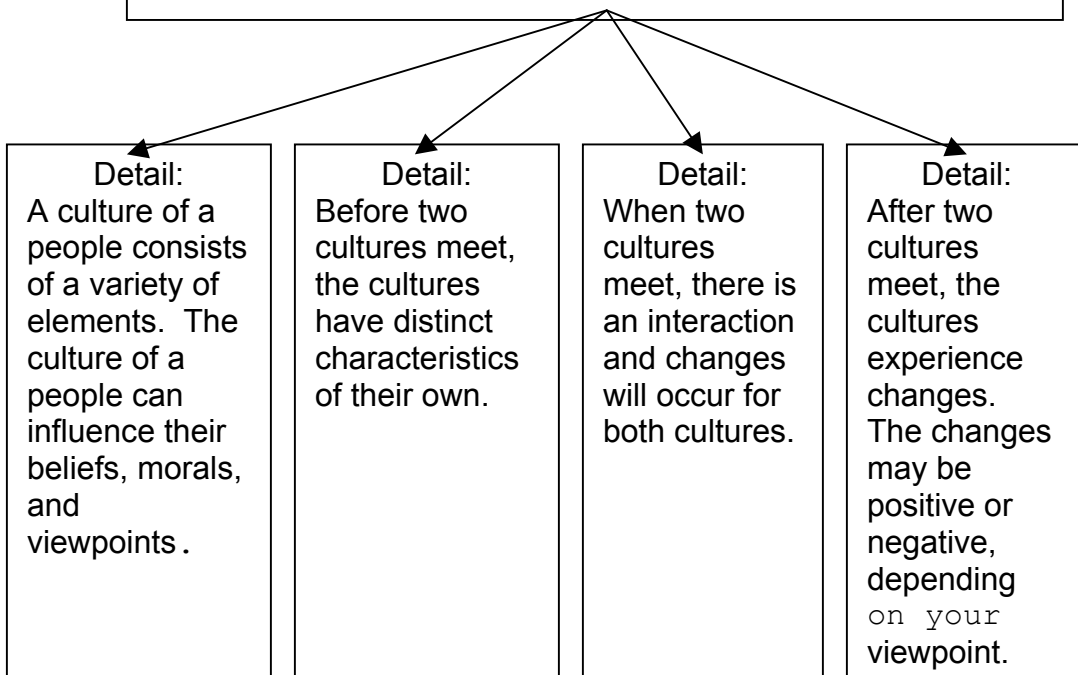 Detail:
A culture of a
people consists
of a variety of
elements.  The
culture of a
people can
influence their
beliefs, morals,
and
viewpoints.
Detail:
Before two
cultures meet,
the cultures
have distinct
characteristics
of their own.
Detail:
When two
cultures
meet, there is
an interaction
and changes
will occur for
both cultures.
Detail:
After two
cultures
meet, the
cultures
experience
changes.
The changes
may be
positive or
negative,
depending
on your
viewpoint.